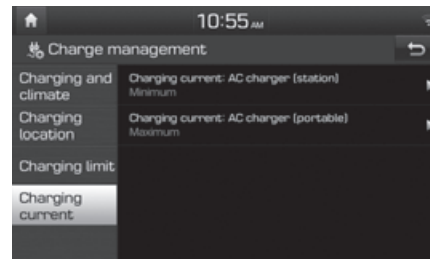 10:55 AM
Charge management
Charging and
climate
Charging
location
Charging limit
Charging
current
Charging current: AC charger (station)
Minimum
Charging current: AC charger (portable)
Maximum